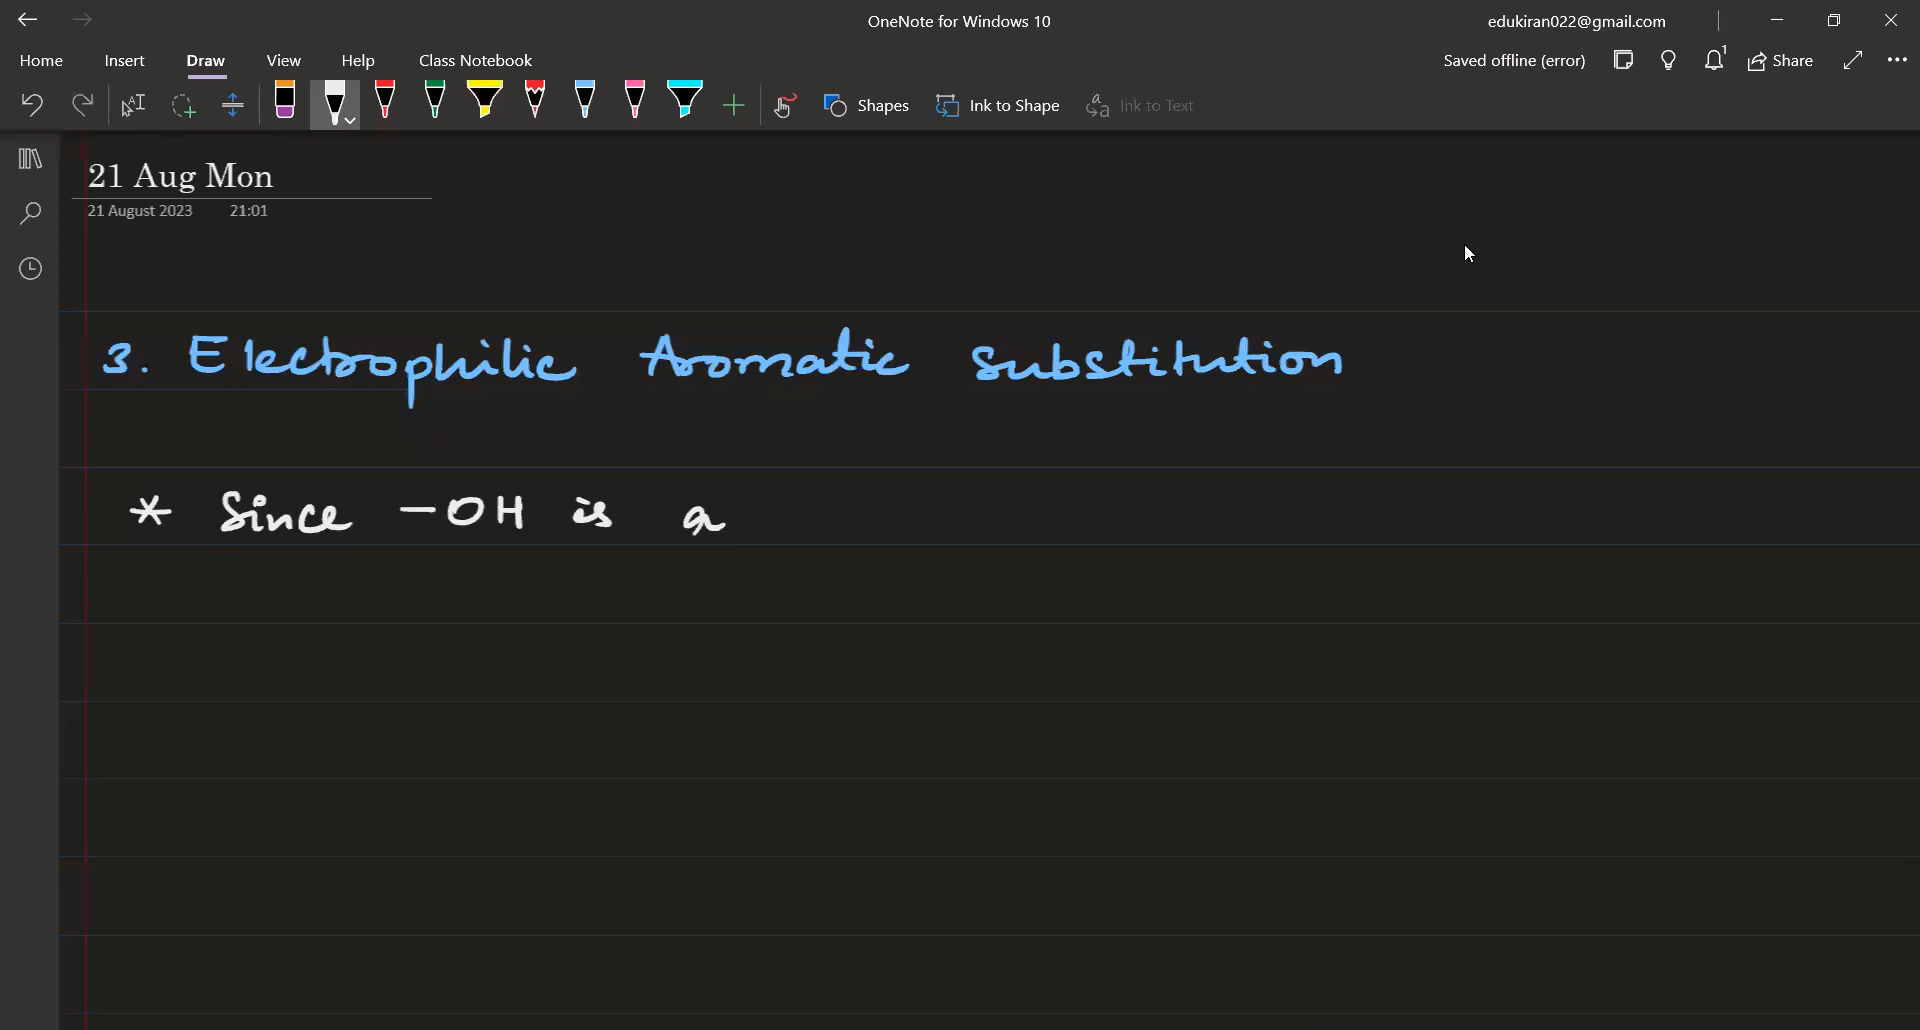 OneNote for Windows 10
edukiran022@gmail.com
Home Insert Draw View Help Class Notebook
Saved offline (error)
1
Share
Shapes
Ink to Shape
Ink to Text
21 Aug Mon
21 August 2023 21:01
3. Electrophilic Aromatic Substitution
* Since -OH is a